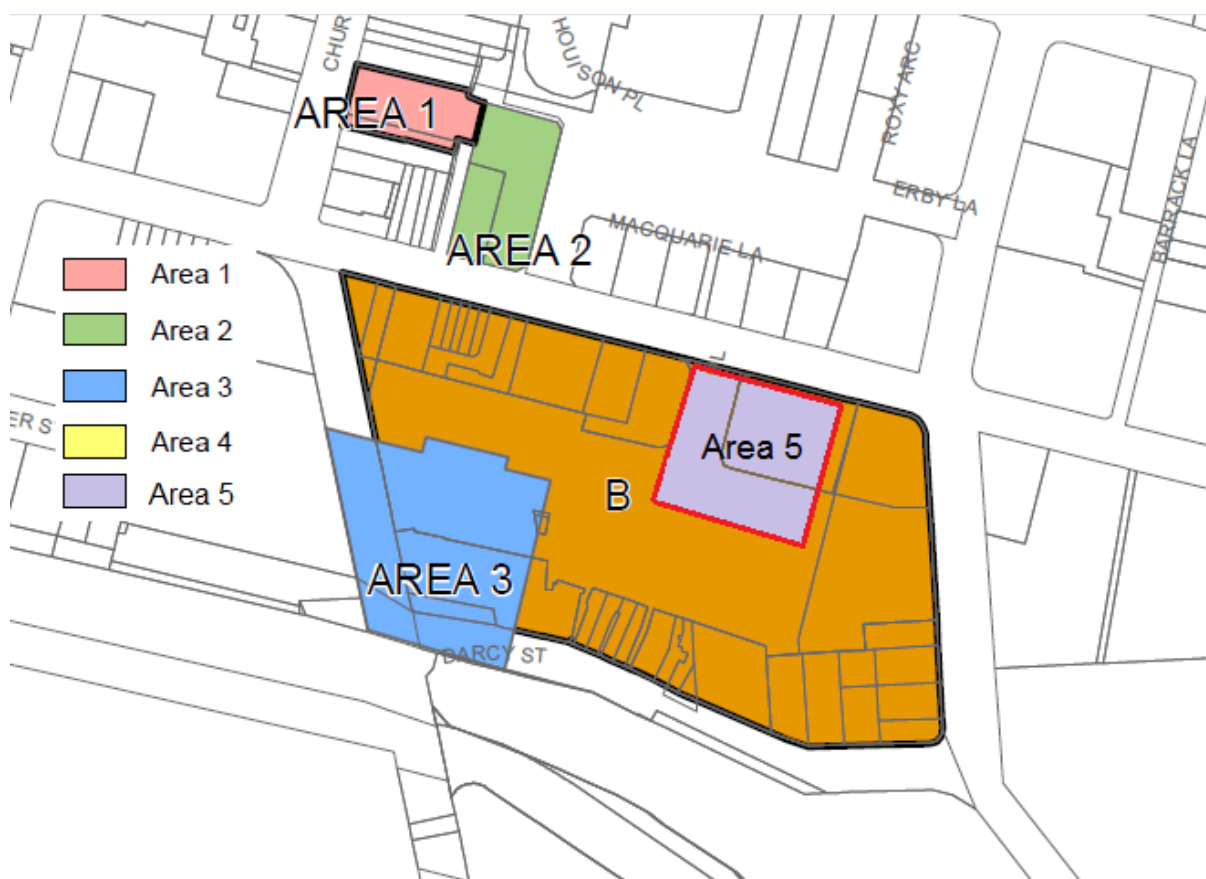 CHUR
HOUISON PL
ROXY ARC
BARRACK LA
AREA 1
ERBY LA
MACQUARIE LA
AREA 2
Area 1
Area 2
Area 3
ER S
Area 4
Area 5
L
Area 5
B
AREA 3
DARCY ST